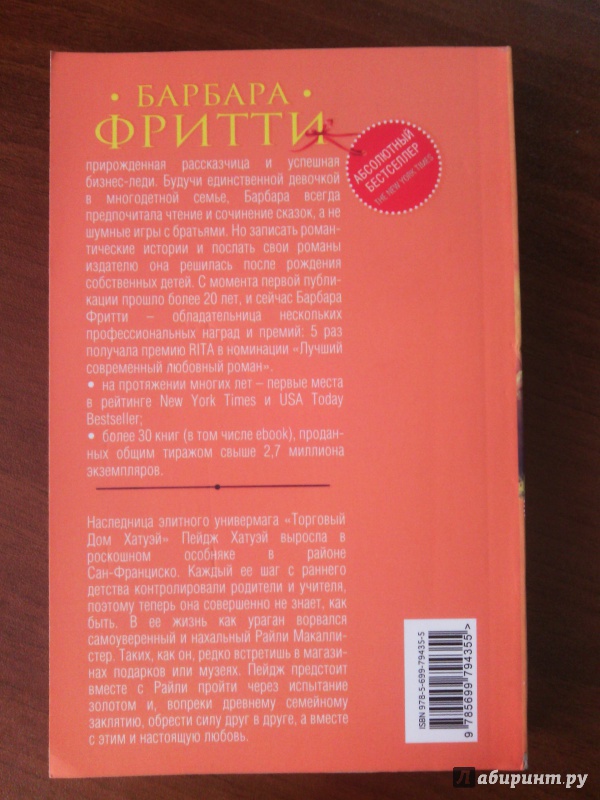 • БАРБАРА •
ФРИТТИ
АБСОЛЮТНЫЙ
БЕСТСЕЛЛЕР
THE NEW YORK TIMES
прирожденная рассказчица и успешная
бизнес-леди. Будучи единственной девочкой
в многодетной семье, Барбара всегда
предпочитала чтение и сочинение сказок, а не
шумные игры с братьями. Но записать роман-
тические истории и послать свои романы
издателю она решилась после рождения
собственных детей. С момента первой публи-
кации прошло более 20 лет, и сейчас Барбара
Фритти – обладательница нескольких
профессиональных наград и премий: 5 раз
получала премию RITA в номинации «Лучший
современный любовный роман».
• на протяжении многих лет – первые места
в рейтинге New York Times и USA Today
Bestseller;
• более 30 книг (в том числе ebook), продан-
ных общим тиражом свыше 2,7 миллиона
экземпляров.
Наследница элитного универмага «Торговый
Дом Хатуэй» Пейдж Хатуэй выросла в
роскошном особняке в районе
Сан-Франциско. Каждый ее шаг с раннего
детства контролировали родители и учителя,
поэтому теперь она совершенно не знает, как
быть. В ее жизнь как ураган ворвался
самоуверенный и нахальный Райли Макалли-
стер. Таких, как он, редко встретишь в магази-
нах подарков или музеях. Пейдж предстоит
вместе с Райли пройти через испытание
золотом и, вопреки древнему семейному
заклятию, обрести силу друг в друге, а вместе
с этим и настоящую любовь.
ISBN 978-5-699-79435-5
9 785699 794355 >
лабиринт.ру